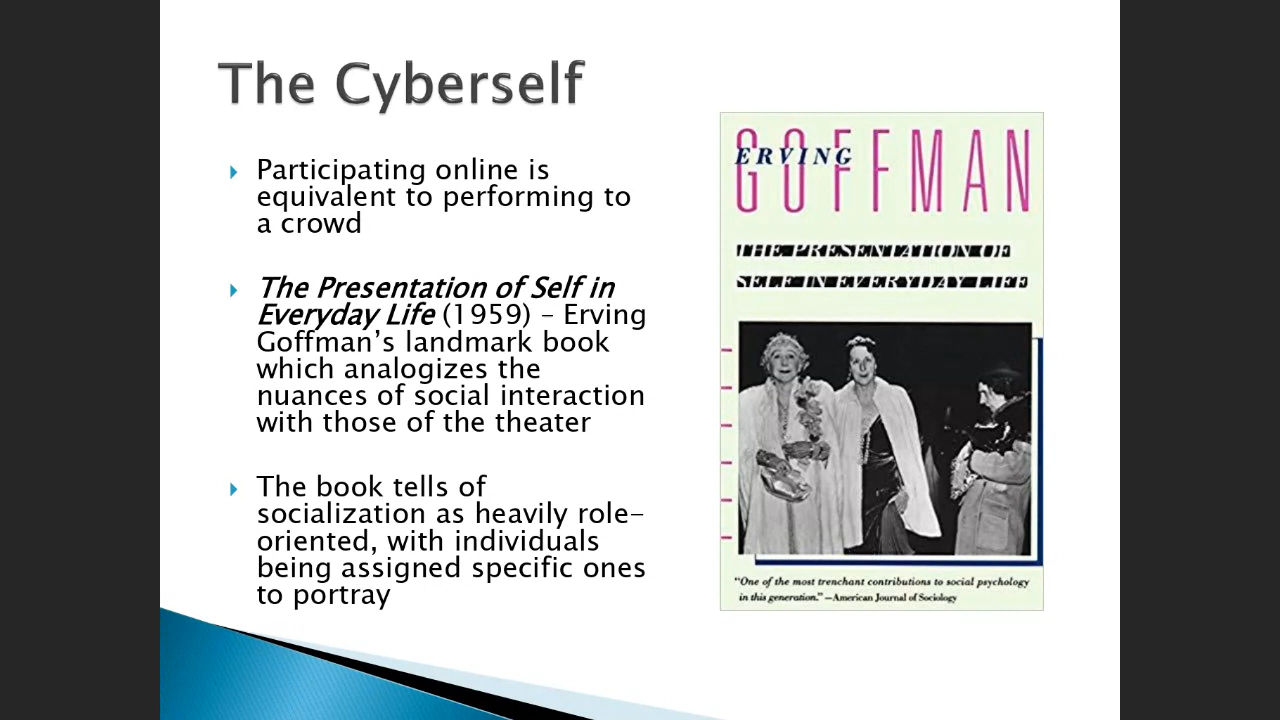 The Cyberself
Participating online is
equivalent to performing to
a crowd
The Presentation of Self in
Everyday Life (1959) – Erving
Goffman's landmark book
which analogizes the
nuances of social interaction
with those of the theater
The book tells of
socialization as heavily role-
oriented, with individuals
being assigned specific ones
to portray
ERVING
GOFFMAN
THE PRESENTATION OF
SELF IN EVERYDAY LIFE
"One of the most trenchant contributions to social psychology
in this generation." —American Journal of Sociology